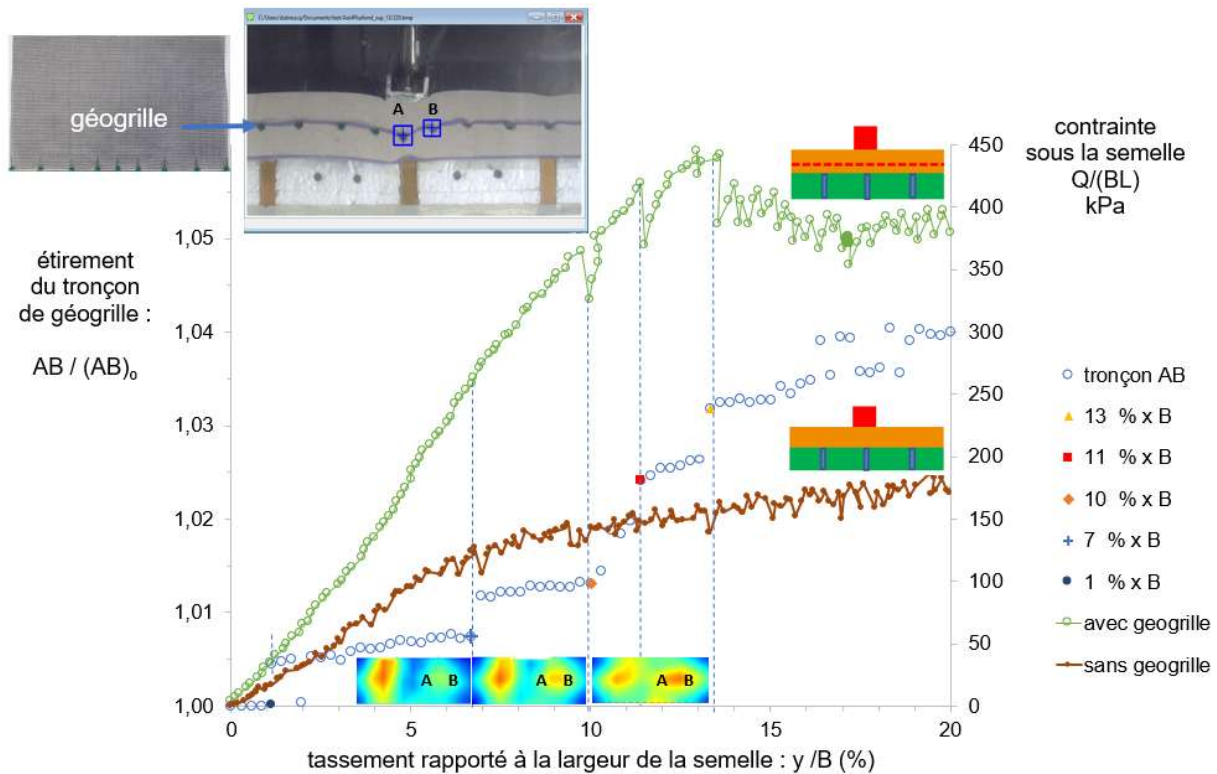 géogrille
A
B
étirement
du tronçon
de géogrille :
AB / (AB)₀
contrainte
sous la semelle
Q/(BL)
kPa
1,05
1,04
1,03
1,02
1,01
1,00
450
400
350
300
250
200
150
100
50
0
A B
A B
A B
0
5
10
15
20
tassement rapporté à la largeur de la semelle : y /B (%)
tronçon AB
13 % x B
11 % x B
10 % x B
7 % x B
1 % x B
avec geogrille
sans geogrille